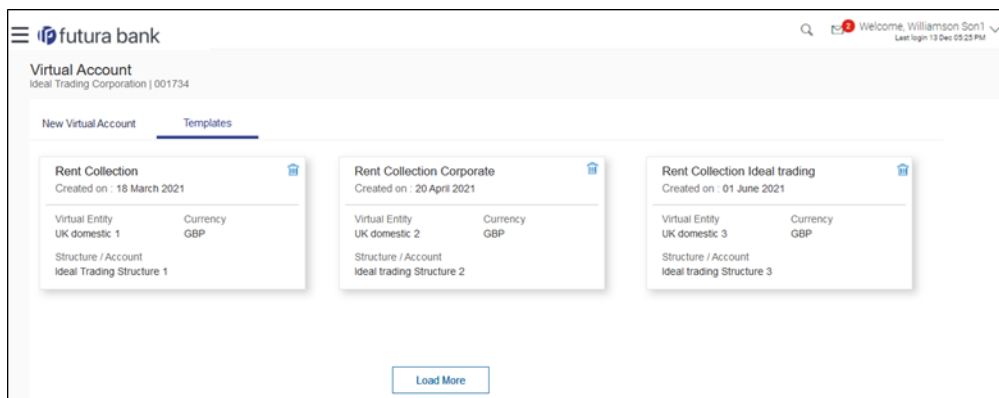 futura bank
2
Welcome, Williamson Son1
Last login 13 Dec 05:25 PM
Virtual Account
Ideal Trading Corporation | 001734
New Virtual Account
Templates
Rent Collection
Created on : 18 March 2021
Virtual Entity Currency
UK domestic 1 GBP
Structure / Account
Ideal Trading Structure 1
Rent Collection Corporate
Created on : 20 April 2021
Virtual Entity Currency
UK domestic 2 GBP
Structure / Account
Ideal trading Structure 2
Rent Collection Ideal trading
Created on : 01 June 2021
Virtual Entity Currency
UK domestic 3 GBP
Structure / Account
Ideal trading Structure 3
Load More